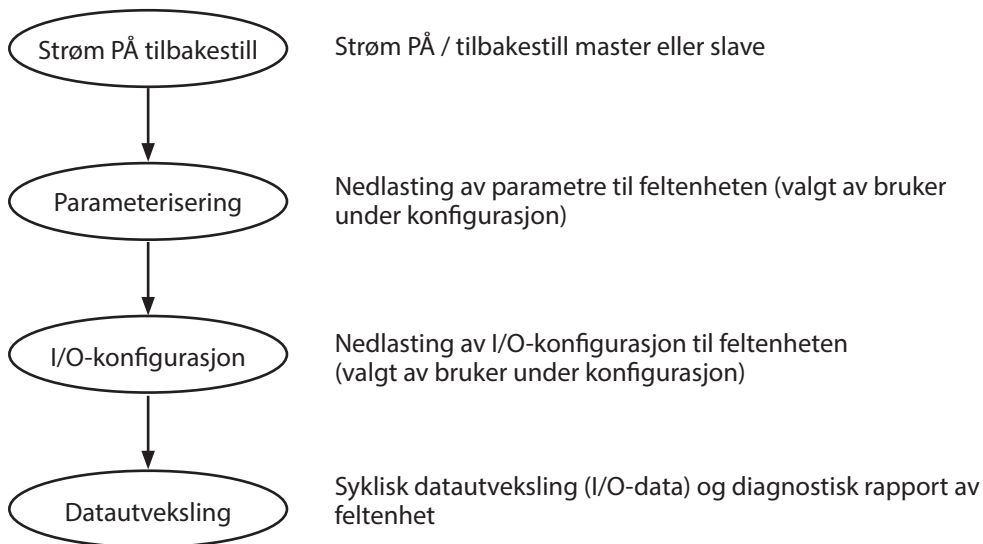 Strøm PÅ tilbakestill
Strøm PÅ / tilbakestill master eller slave
Parameterisering
Nedlasting av parametre til feltenheten (valgt av bruker
under konfigurasjon)
I/O-konfigurasjon
Nedlasting av I/O-konfigurasjon til feltenheten
(valgt av bruker under konfigurasjon)
Datautveksling
Syklisk datautveksling (I/O-data) og diagnostisk rapport av
feltenhet